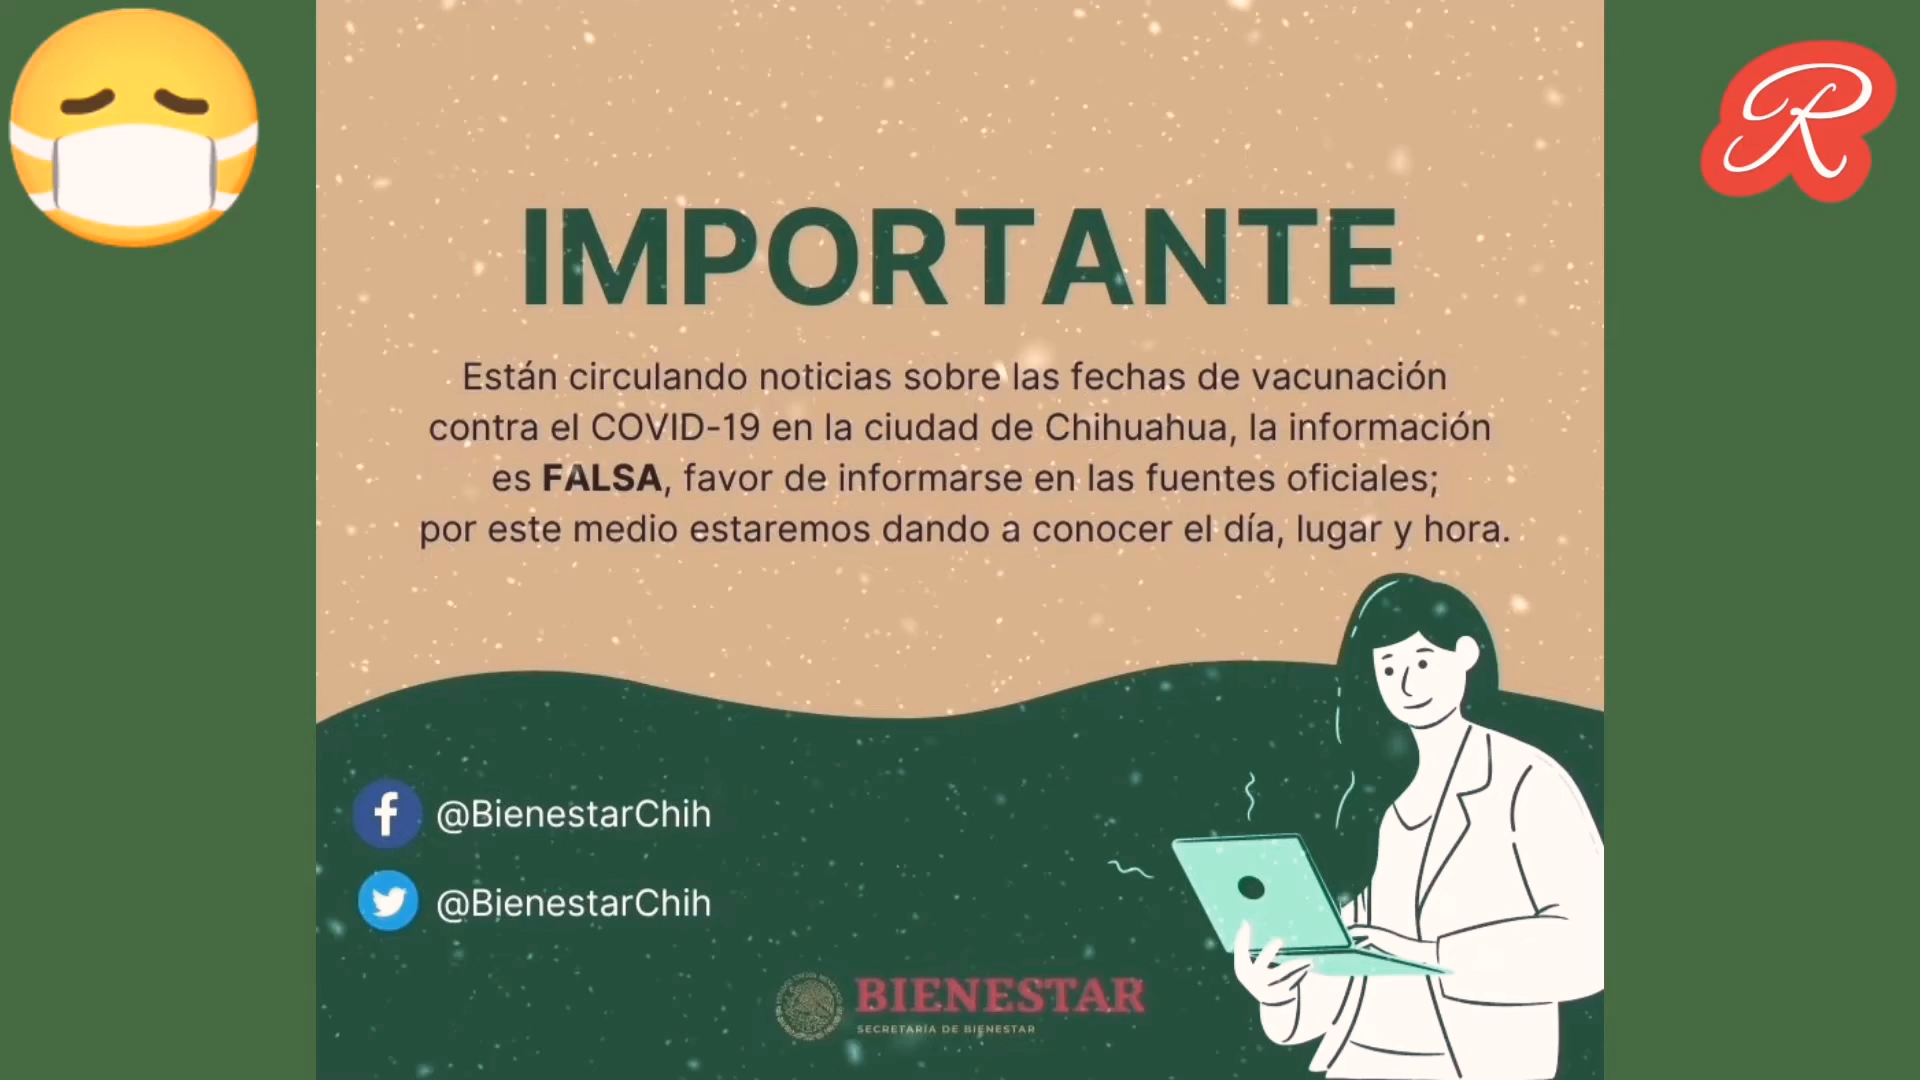 R
IMPORTANTE
Están circulando noticias sobre las fechas de vacunación
contra el COVID-19 en la ciudad de Chihuahua, la información
es FALSA, favor de informarse en las fuentes oficiales;
por este medio estaremos dando a conocer el día, lugar y hora.
@BienestarChih
@BienestarChih
BIENESTAR
SECRETARÍA DE BIENESTAR